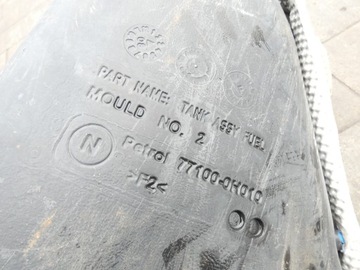 PART NAME: TANK ASSY FUEL
MOULD NO. 2
N Petrol 77100-0H010
>F2<